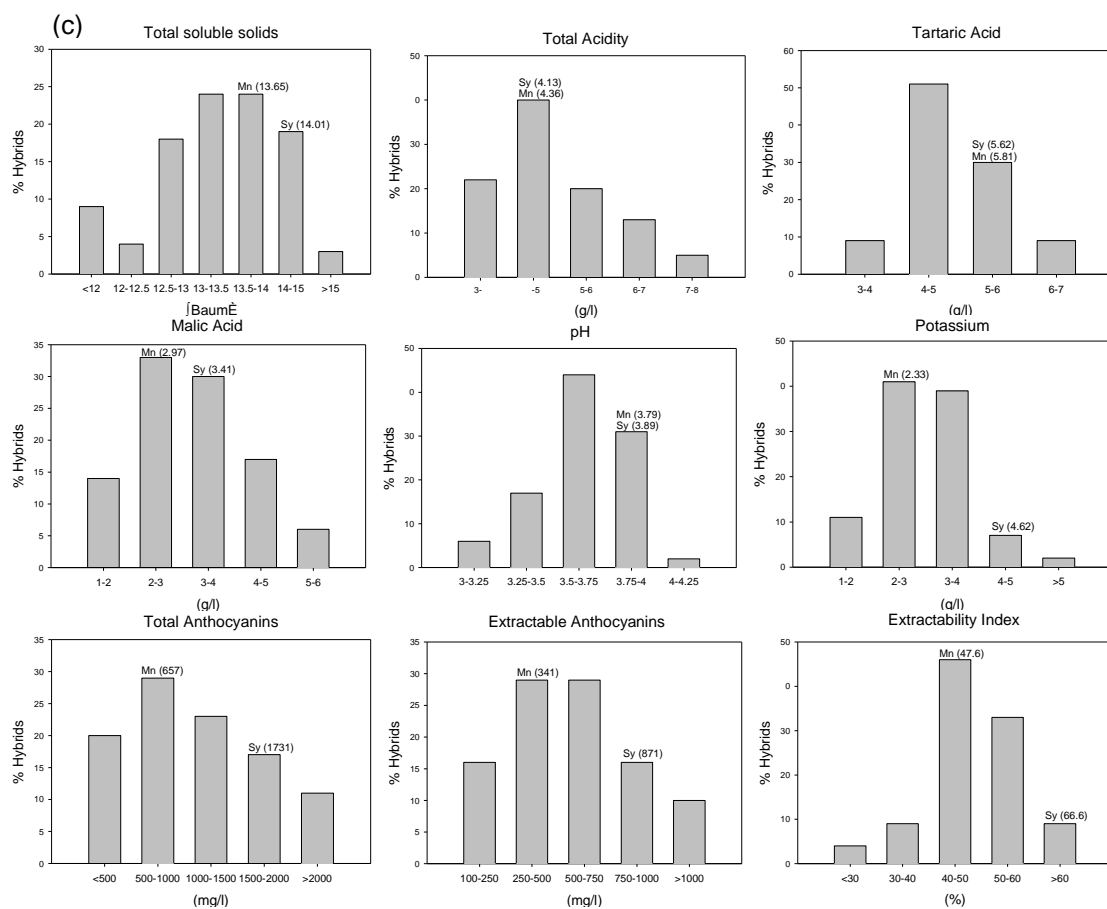 (c)
Total soluble solids
% Hybrids
30
25
20
15
10
5
0
Mn (13.65)
Sy (14.01)
<12 12-12.5 12.5-13 13-13.5 13.5-14 14-15 >15
∫BaumÈ
Total Acidity
% Hybrids
50
0
30
20
10
0
Sy (4.13)
Mn (4.36)
3- -5 5-6 6-7 7-8
(g/l)
Tartaric Acid
% Hybrids
60
50
0
30
20
10
0
Sy (5.62)
Mn (5.81)
3-4 4-5 5-6 6-7
(g/l)
Malic Acid
% Hybrids
35
30
25
20
15
10
5
0
Mn (2.97)
Sy (3.41)
1-2 2-3 3-4 4-5 5-6
(g/l)
pH
% Hybrids
50
0
30
20
10
0
Mn (3.79)
Sy (3.89)
3-3.25 3.25-3.5 3.5-3.75 3.75-4 4-4.25
Potassium
% Hybrids
50
0
30
20
10
0
Mn (2.33)
Sy (4.62)
1-2 2-3 3-4 4-5 >5
(g/l)
Total Anthocyanins
% Hybrids
35
30
25
20
15
10
5
0
Mn (657)
Sy (1731)
<500 500-1000 1000-1500 1500-2000 >2000
(mg/l)
Extractable Anthocyanins
% Hybrids
35
30
25
20
15
10
5
0
Mn (341)
Sy (871)
100-250 250-500 500-750 750-1000 >1000
(mg/l)
Extractability Index
% Hybrids
50
0
30
20
10
0
Mn (47.6)
Sy (66.6)
<30 30-40 40-50 50-60 >60
(%)